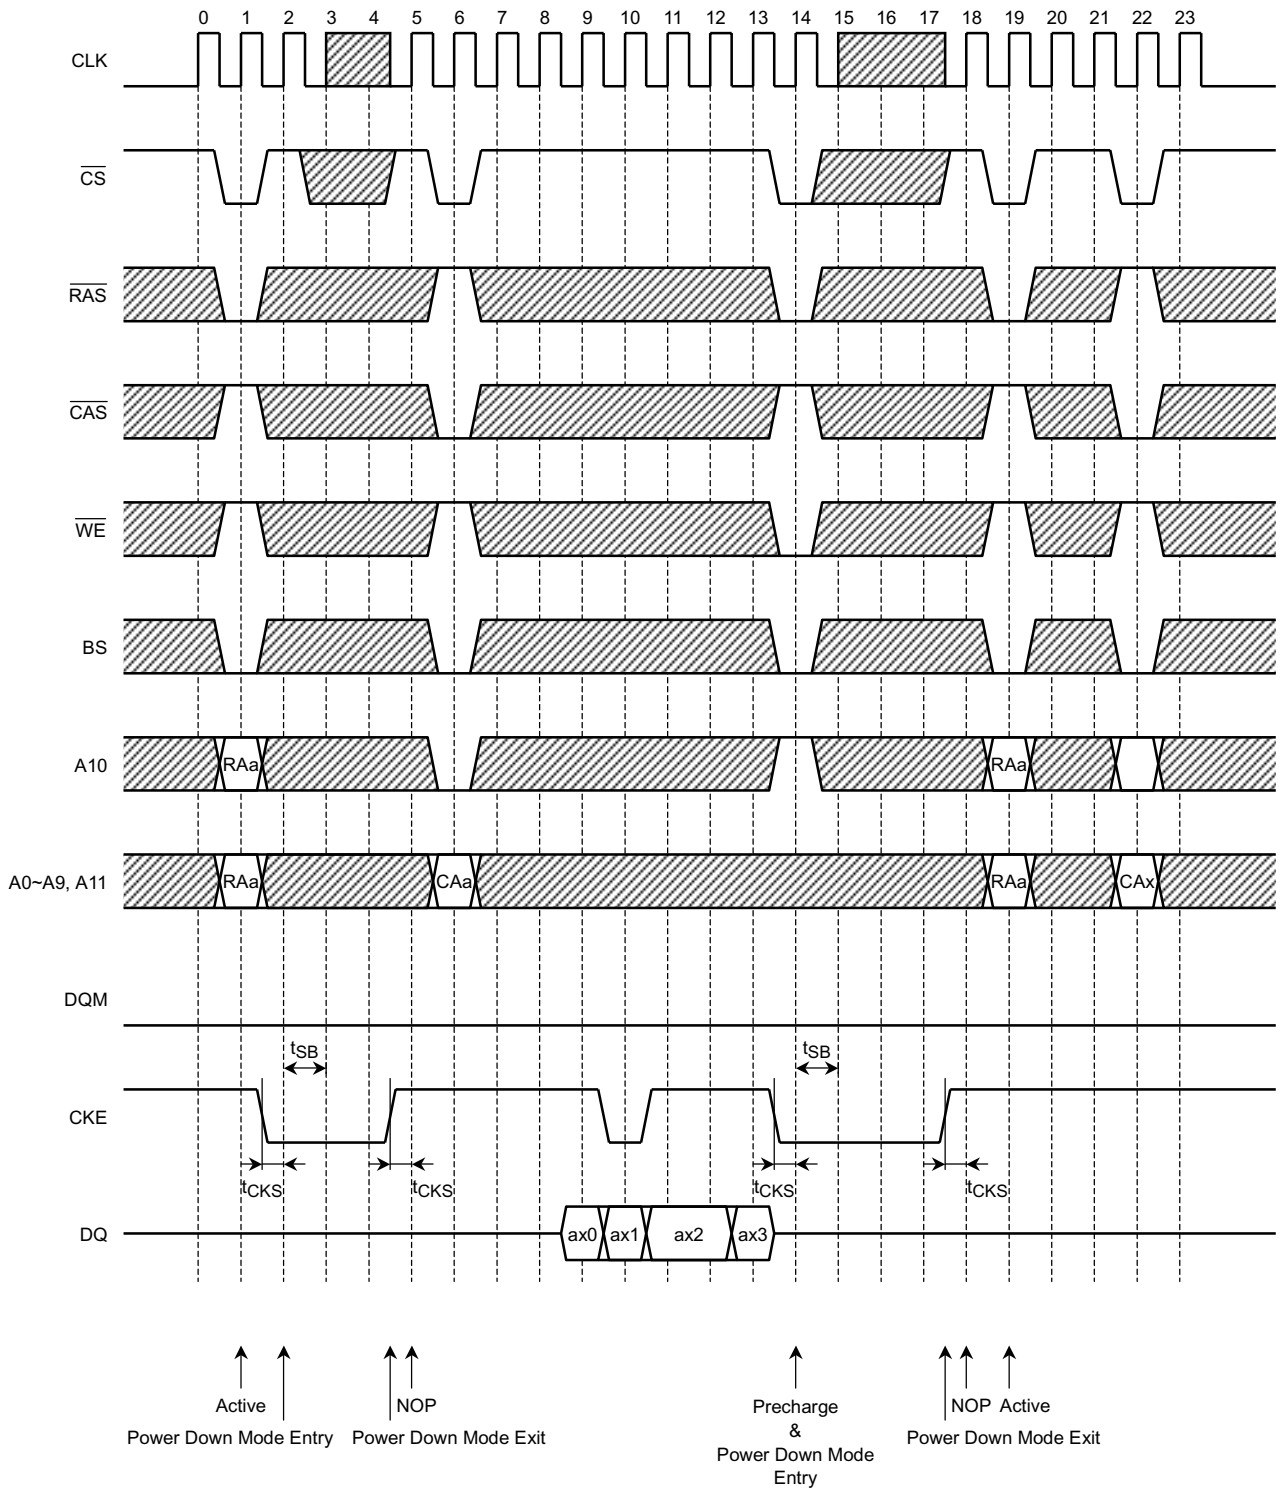 0 1 2 3 4 5 6 7 8 9 10 11 12 13 14 15 16 17 18 19 20 21 22 23
CLK
CS
RAS
CAS
WE
BS
A10
RAa RAa
A0~A9, A11
RAa CAa RAa CAx
DQM
tSB tSB
CKE
tCKS tCKS tCKS tCKS
DQ
ax0 ax1 ax2 ax3
Active NOP Precharge NOP Active
Power Down Mode Entry Power Down Mode Exit & Power Down Mode Exit
Power Down Mode
Entry